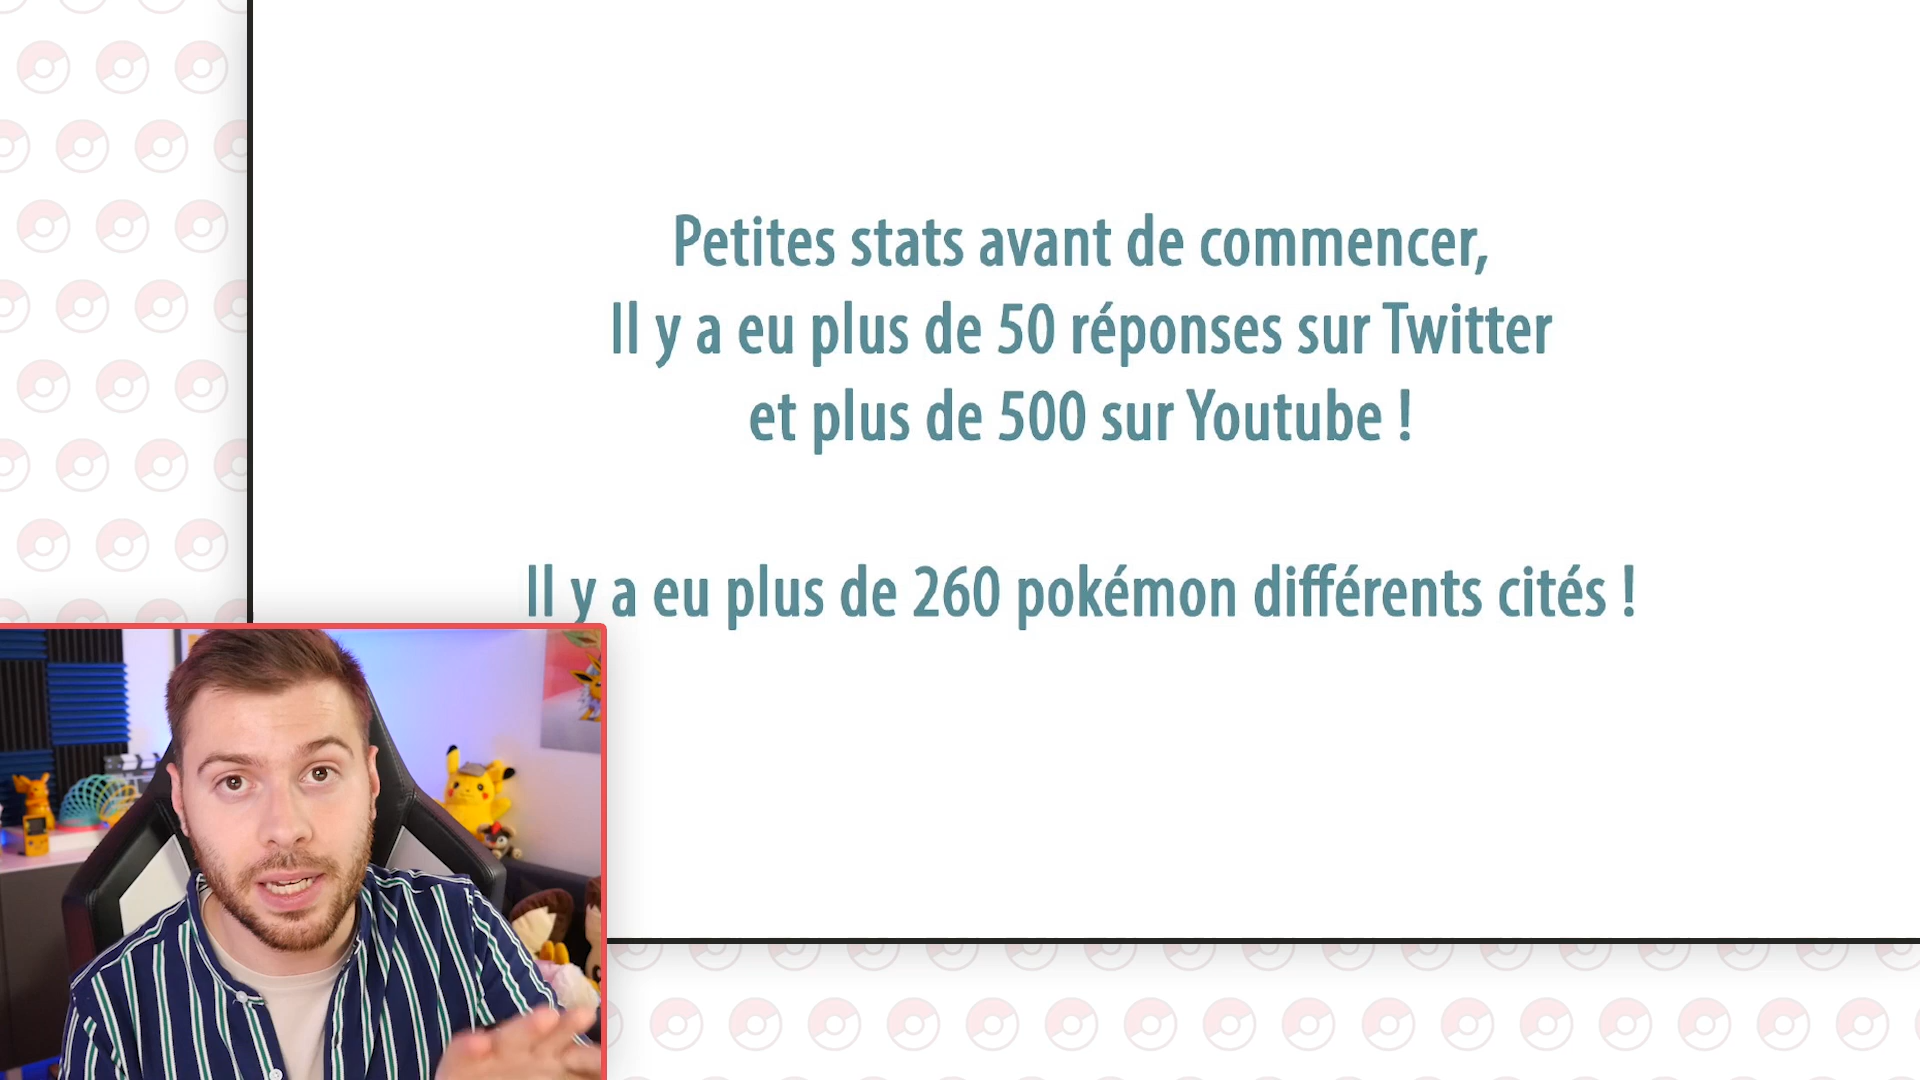 Petites stats avant de commencer,
Il y a eu plus de 50 réponses sur Twitter
et plus de 500 sur Youtube !
Il y a eu plus de 260 pokémon différents cités !